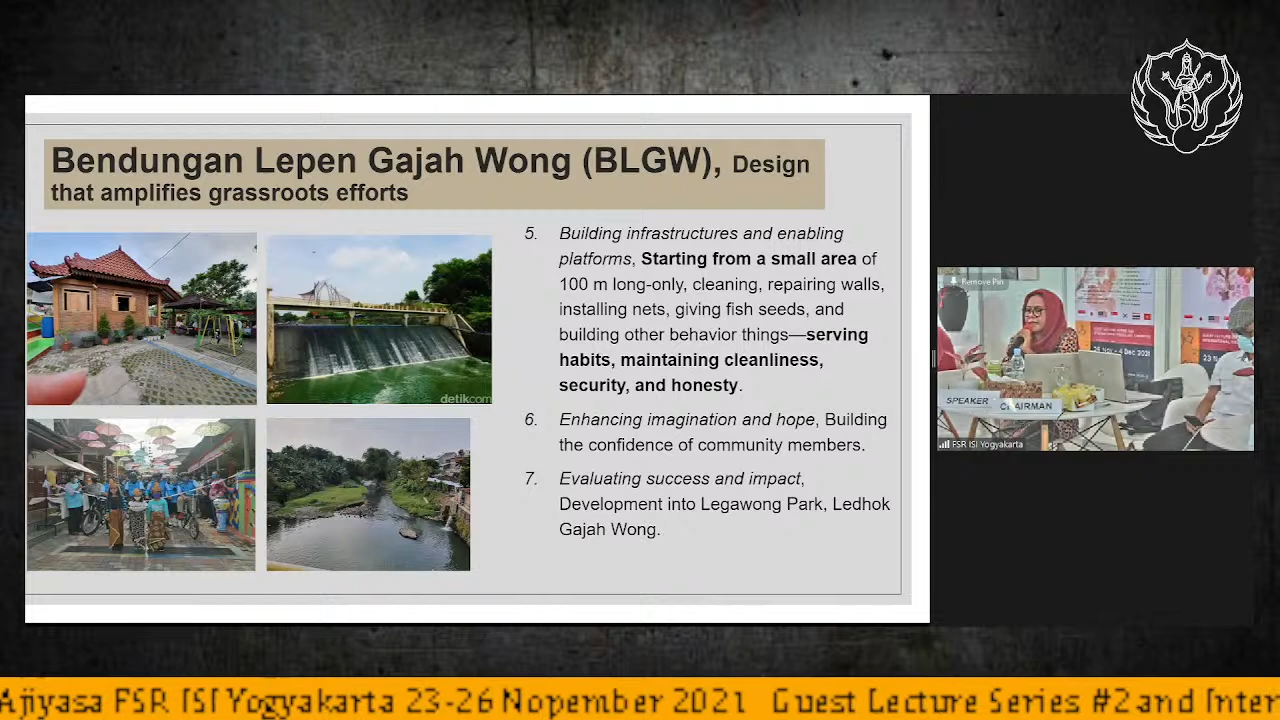 Bendungan Lepen Gajah Wong (BLGW), Design
that amplifies grassroots efforts
5. Building infrastructures and enabling
platforms, Starting from a small area of
100 m long-only, cleaning, repairing walls,
installing nets, giving fish seeds, and
building other behavior things—serving
habits, maintaining cleanliness,
security, and honesty.
6. Enhancing imagination and hope, Building
the confidence of community members.
7. Evaluating success and impact,
Development into Legawong Park, Ledhok
Gajah Wong.
detikcom
Remove Pin
SPEAKER
CHAIRMAN
FSR ISI Yogyakarta
Ajiyasa FSR ISI Yogyakarta 23-26 Nopember 2021 Guest Lecture Series #2 and Inter